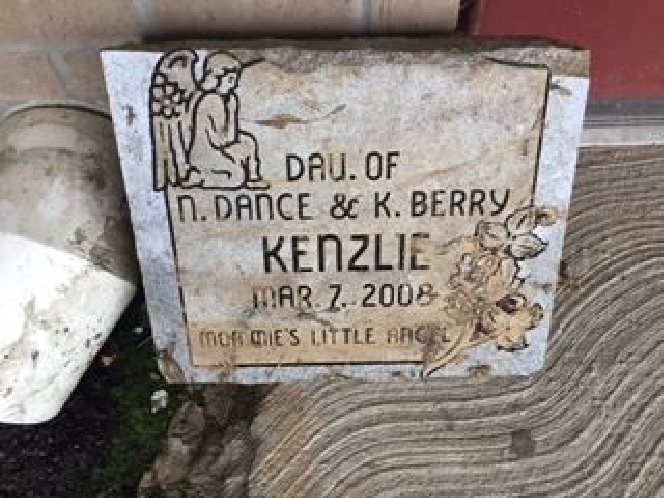 DAU. OF
N. DANCE & K. BERRY
KENZLIE
MAR. 7, 2008
MOMMIE'S LITTLE ANGEL